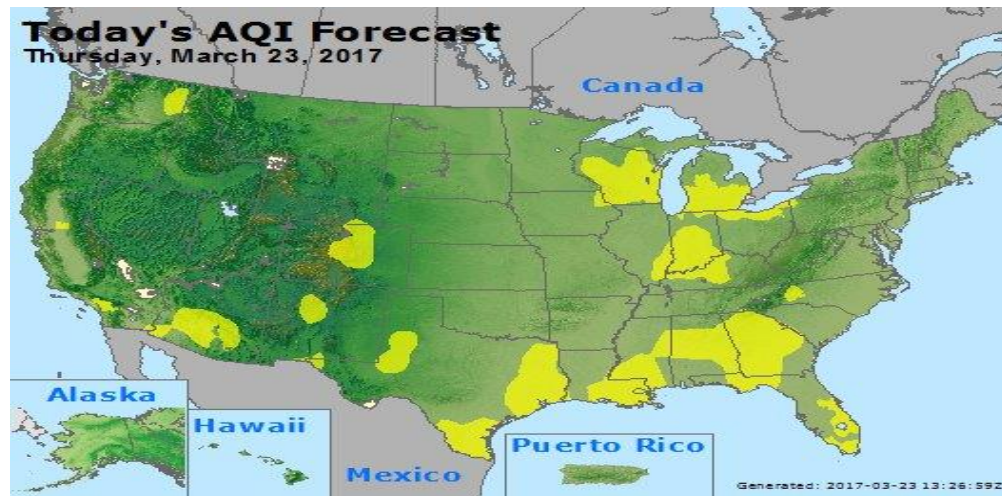 Today's AQI Forecast
Thursday, March 23, 2017
Canada
Alaska
Hawaii
Mexico
Puerto Rico
Generated: 2017-03-23 13:26:59Z